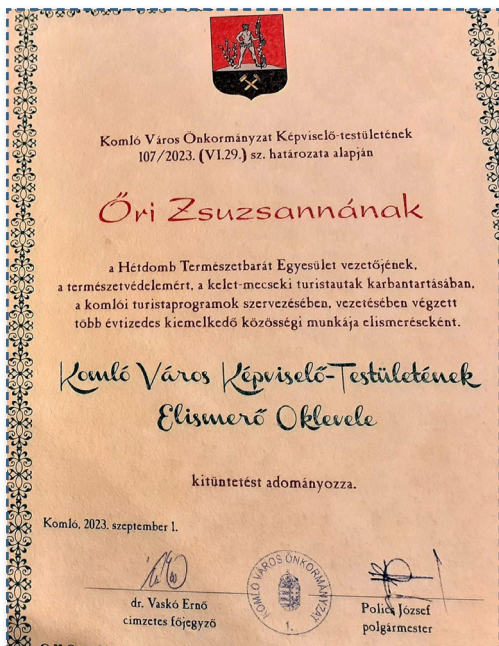 Komló Város Önkormányzat Képviselő-testületének
107/2023. (VI.29.) sz. határozata alapján
Őri Zsuzsannának
a Hétdomb Természetbarát Egyesület vezetőjének,
a természetvédelemért, a kelet-mecseki turistautak karbantartásában,
a komlói turistaprogramok szervezésében, vezetésében végzett
több évtizedes kiemelkedő közösségi munkája elismeréseként.
Komló Város Képviselő-Testületének
Elismerő Oklevele
kitüntetést adományozza.
Komló, 2023. szeptember 1.
KOMLÓ VÁROS ÖNKORMÁNYZAT
1.
dr. Vaskó Ernő
címzetes főjegyző
Polics József
polgármester